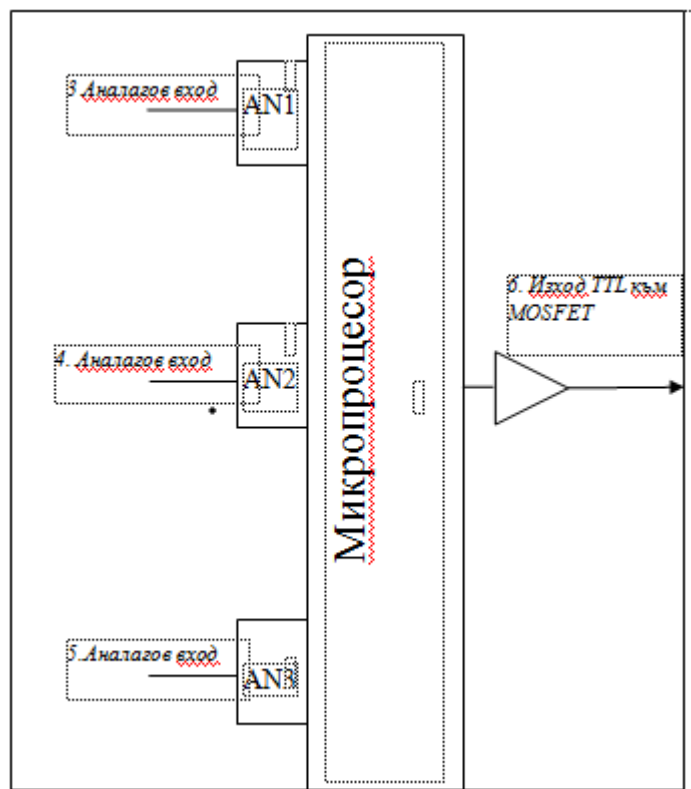 3 Аналагов вход
AN1
Микропроцесор
6. Изход TTL към
MOSFET
4. Аналагов вход
AN2
5.Аналагов вход
AN3